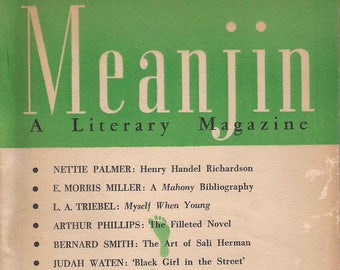 Meanjin
A Literary Magazine
• NETTIE PALMER: Henry Handel Richardson
• E. MORRIS MILLER: A Mahony Bibliography
• L. A. TRIEBEL: Myself When Young
• ARTHUR PHILLIPS: The Filleted Novel
• BERNARD SMITH: The Art of Sali Herman
• JUDAH WATEN: 'Black Girl in the Street'